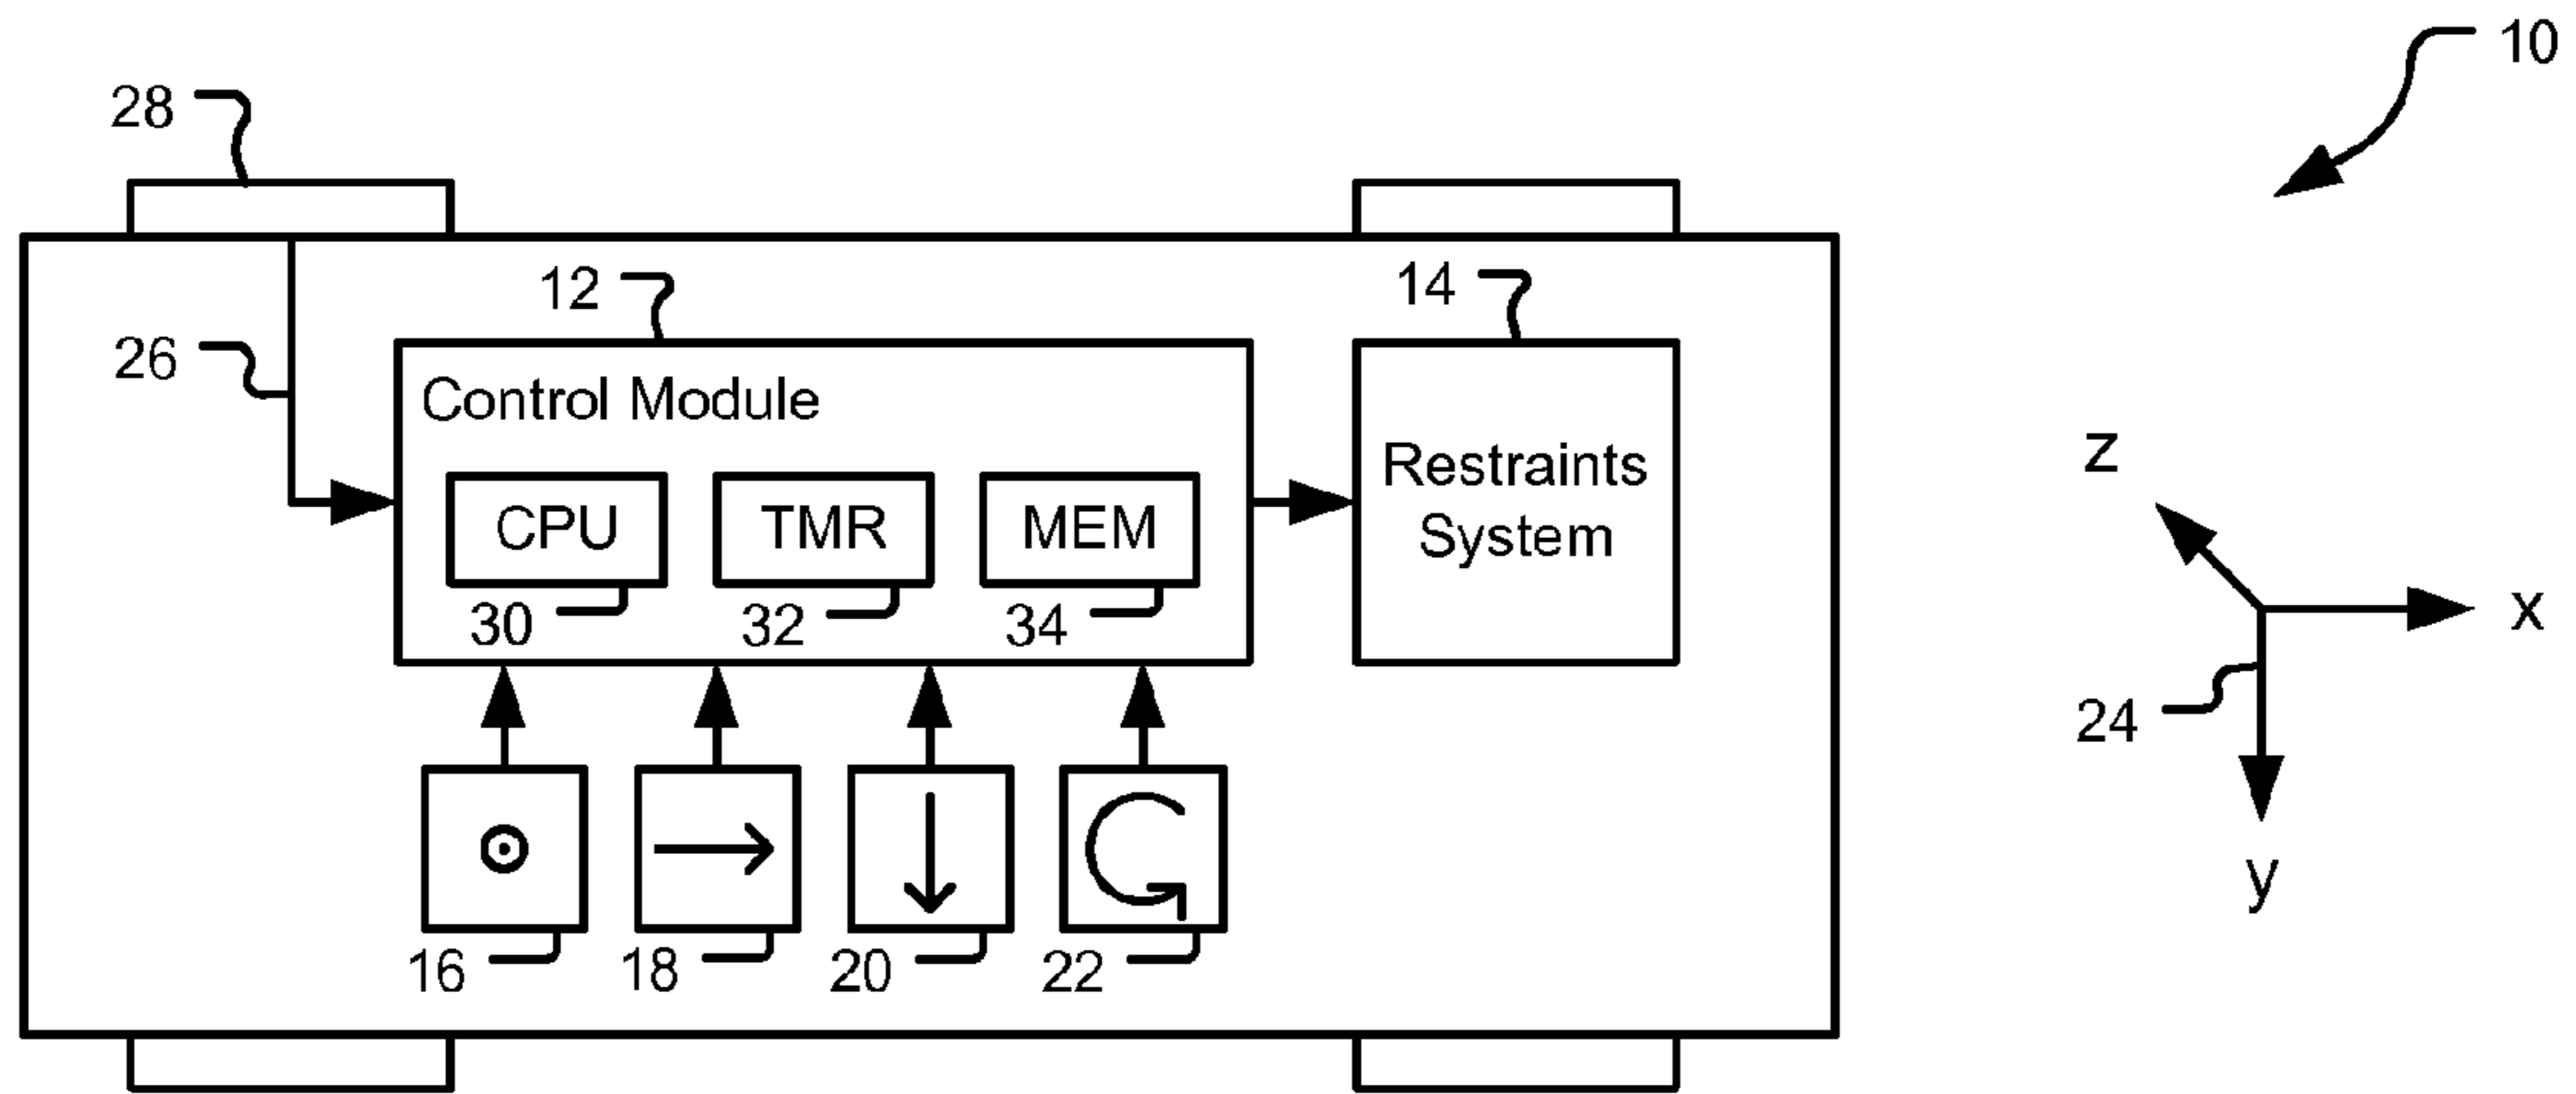 10
28
12
14
26
Control Module
Restraints
System
CPU
TMR
MEM
30
32
34
z
x
24
y
16
18
20
22